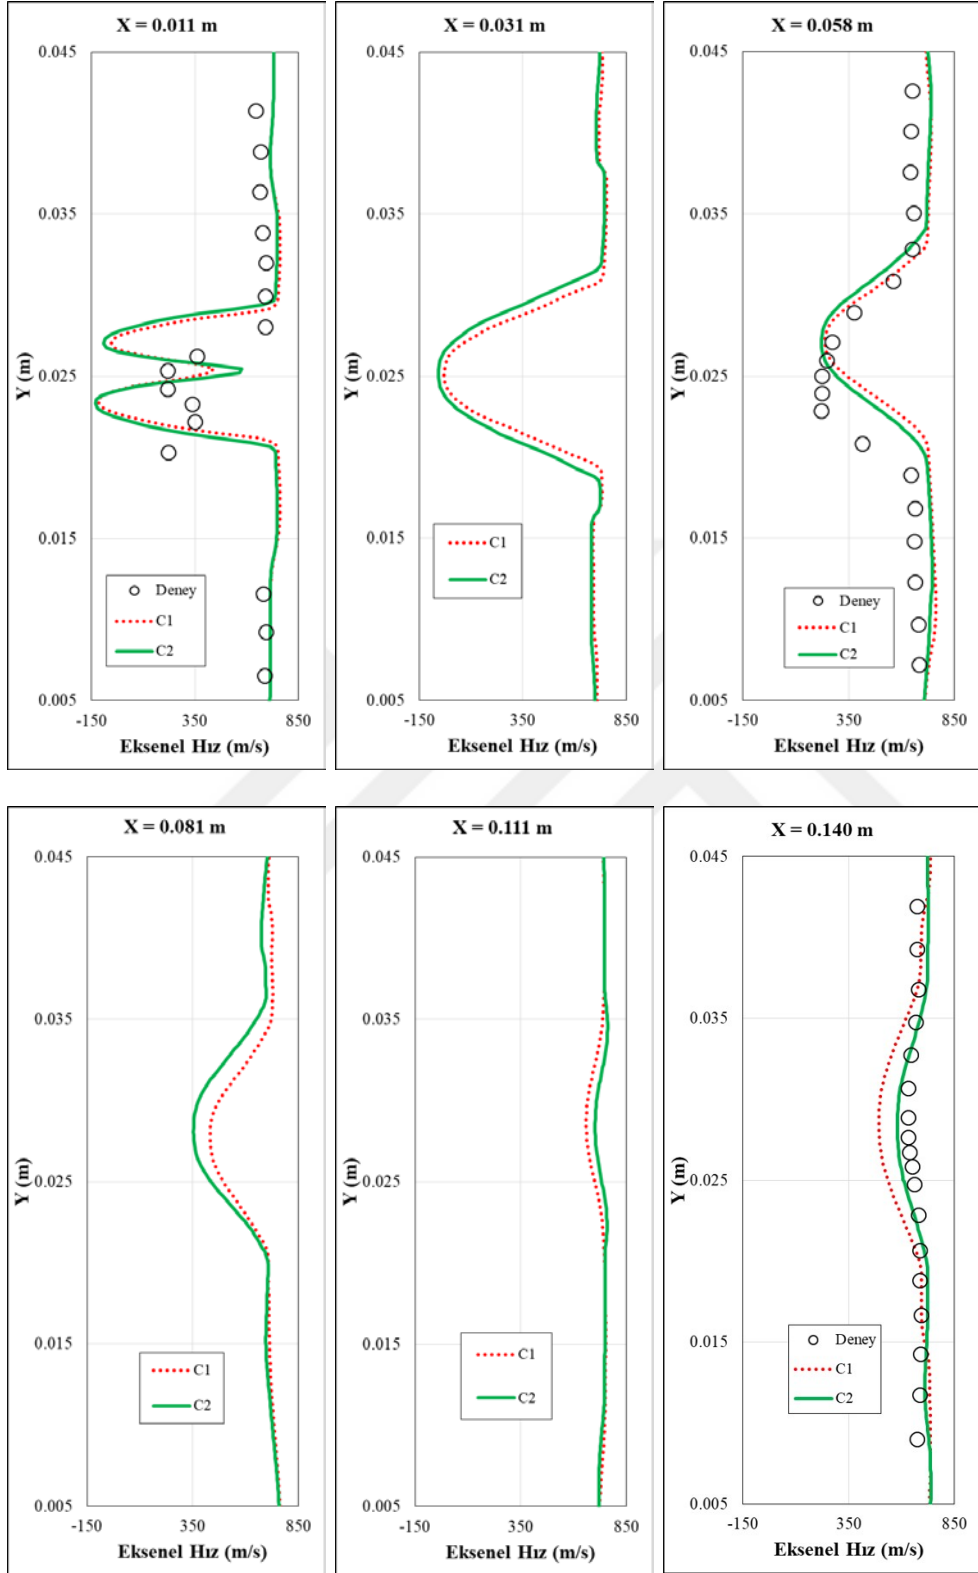 X = 0.011 m
0.045
0.035
0.025
0.015
0.005
Y (m)
Deney
C1
C2
-150
350
850
Eksenel Hız (m/s)
X = 0.031 m
0.045
0.035
0.025
0.015
0.005
Y (m)
C1
C2
-150
350
850
Eksenel Hız (m/s)
X = 0.058 m
0.045
0.035
0.025
0.015
0.005
Y (m)
Deney
C1
C2
-150
350
850
Eksenel Hız (m/s)
X = 0.081 m
0.045
0.035
0.025
0.015
0.005
Y (m)
C1
C2
-150
350
850
Eksenel Hız (m/s)
X = 0.111 m
0.045
0.035
0.025
0.015
0.005
Y (m)
C1
C2
-150
350
850
Eksenel Hız (m/s)
X = 0.140 m
0.045
0.035
0.025
0.015
0.005
Y (m)
Deney
C1
C2
-150
350
850
Eksenel Hız (m/s)